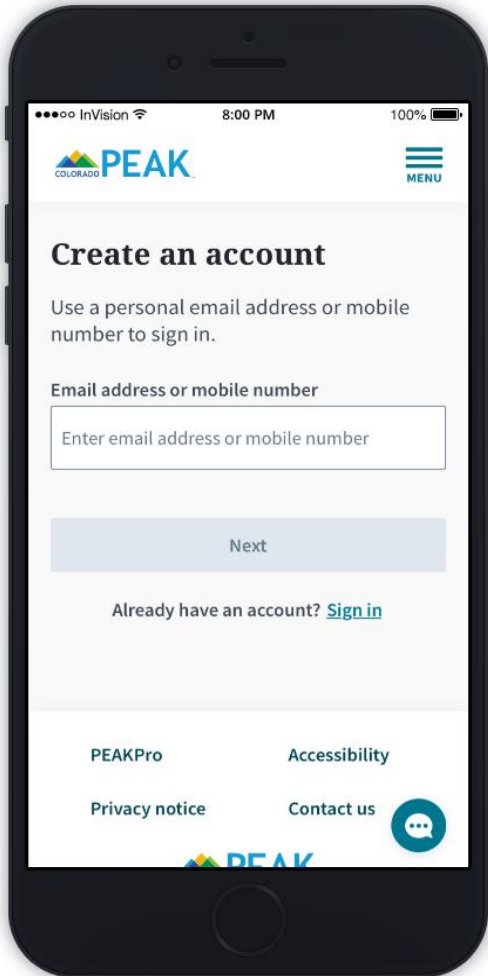 ●●●○○ InVision 8:00 PM 100%
COLORADO PEAK
MENU
Create an account
Use a personal email address or mobile
number to sign in.
Email address or mobile number
Enter email address or mobile number
Next
Already have an account? Sign in
PEAKPro Accessibility
Privacy notice Contact us
PEAK